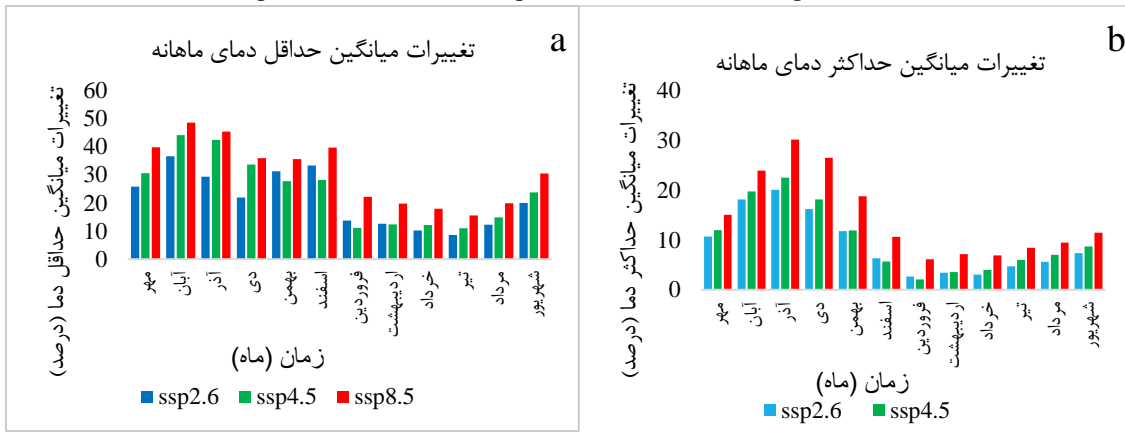 a
تغییرات میانگین حداقل دمای ماهانه
تغییرات میانگین حداقل دما (درصد)
60
50
40
30
20
10
0
مهر
آبان
آذر
دی
بهمن
اسفند
فروردین
اردیبهشت
خرداد
تیر
مرداد
شهریور
زمان (ماه)
ssp2.6 ssp4.5 ssp8.5
b
تغییرات میانگین حداکثر دمای ماهانه
تغییرات میانگین حداکثر دما (درصد)
40
30
20
10
0
مهر
آبان
آذر
دی
بهمن
اسفند
فروردین
اردیبهشت
خرداد
تیر
مرداد
شهریور
زمان (ماه)
ssp2.6 ssp4.5